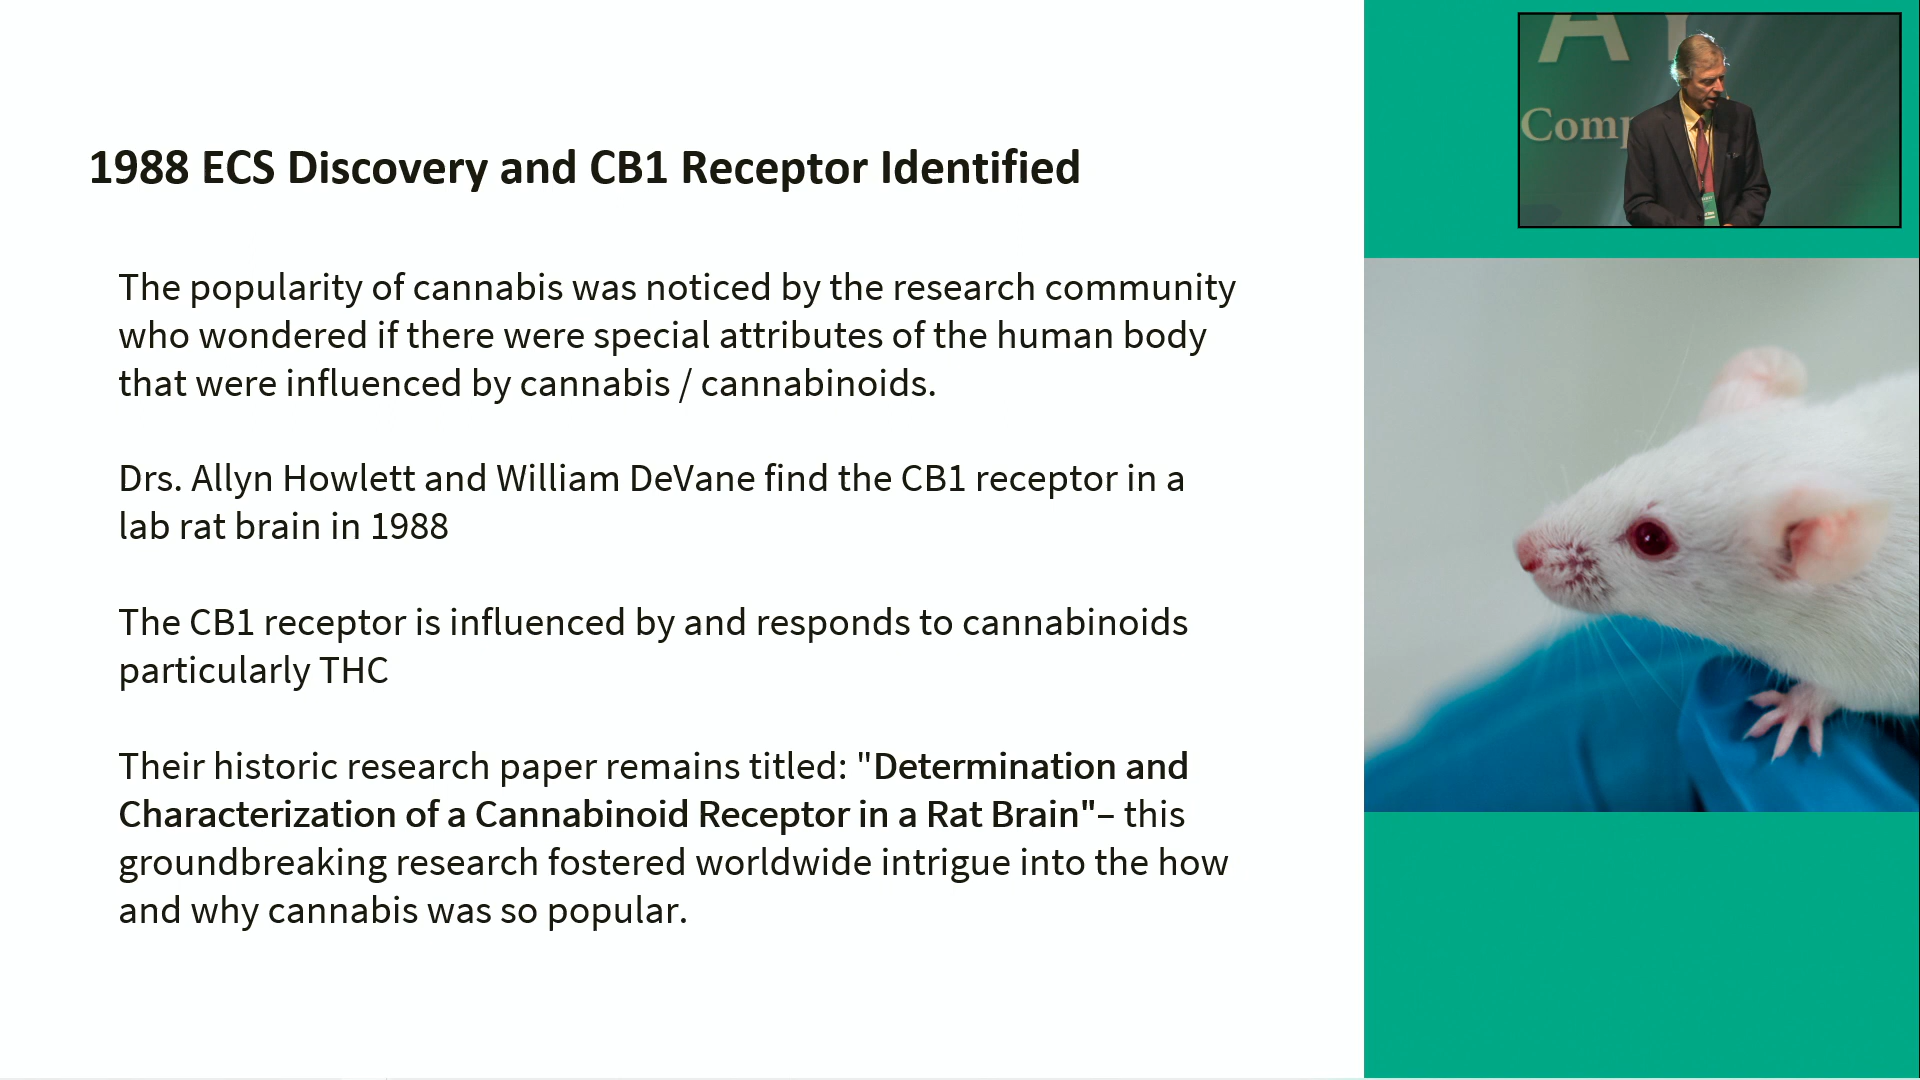 1988 ECS Discovery and CB1 Receptor Identified
The popularity of cannabis was noticed by the research community
who wondered if there were special attributes of the human body
that were influenced by cannabis / cannabinoids.
Drs. Allyn Howlett and William DeVane find the CB1 receptor in a
lab rat brain in 1988
The CB1 receptor is influenced by and responds to cannabinoids
particularly THC
Their historic research paper remains titled: "Determination and
Characterization of a Cannabinoid Receptor in a Rat Brain"– this
groundbreaking research fostered worldwide intrigue into the how
and why cannabis was so popular.
A
Comp